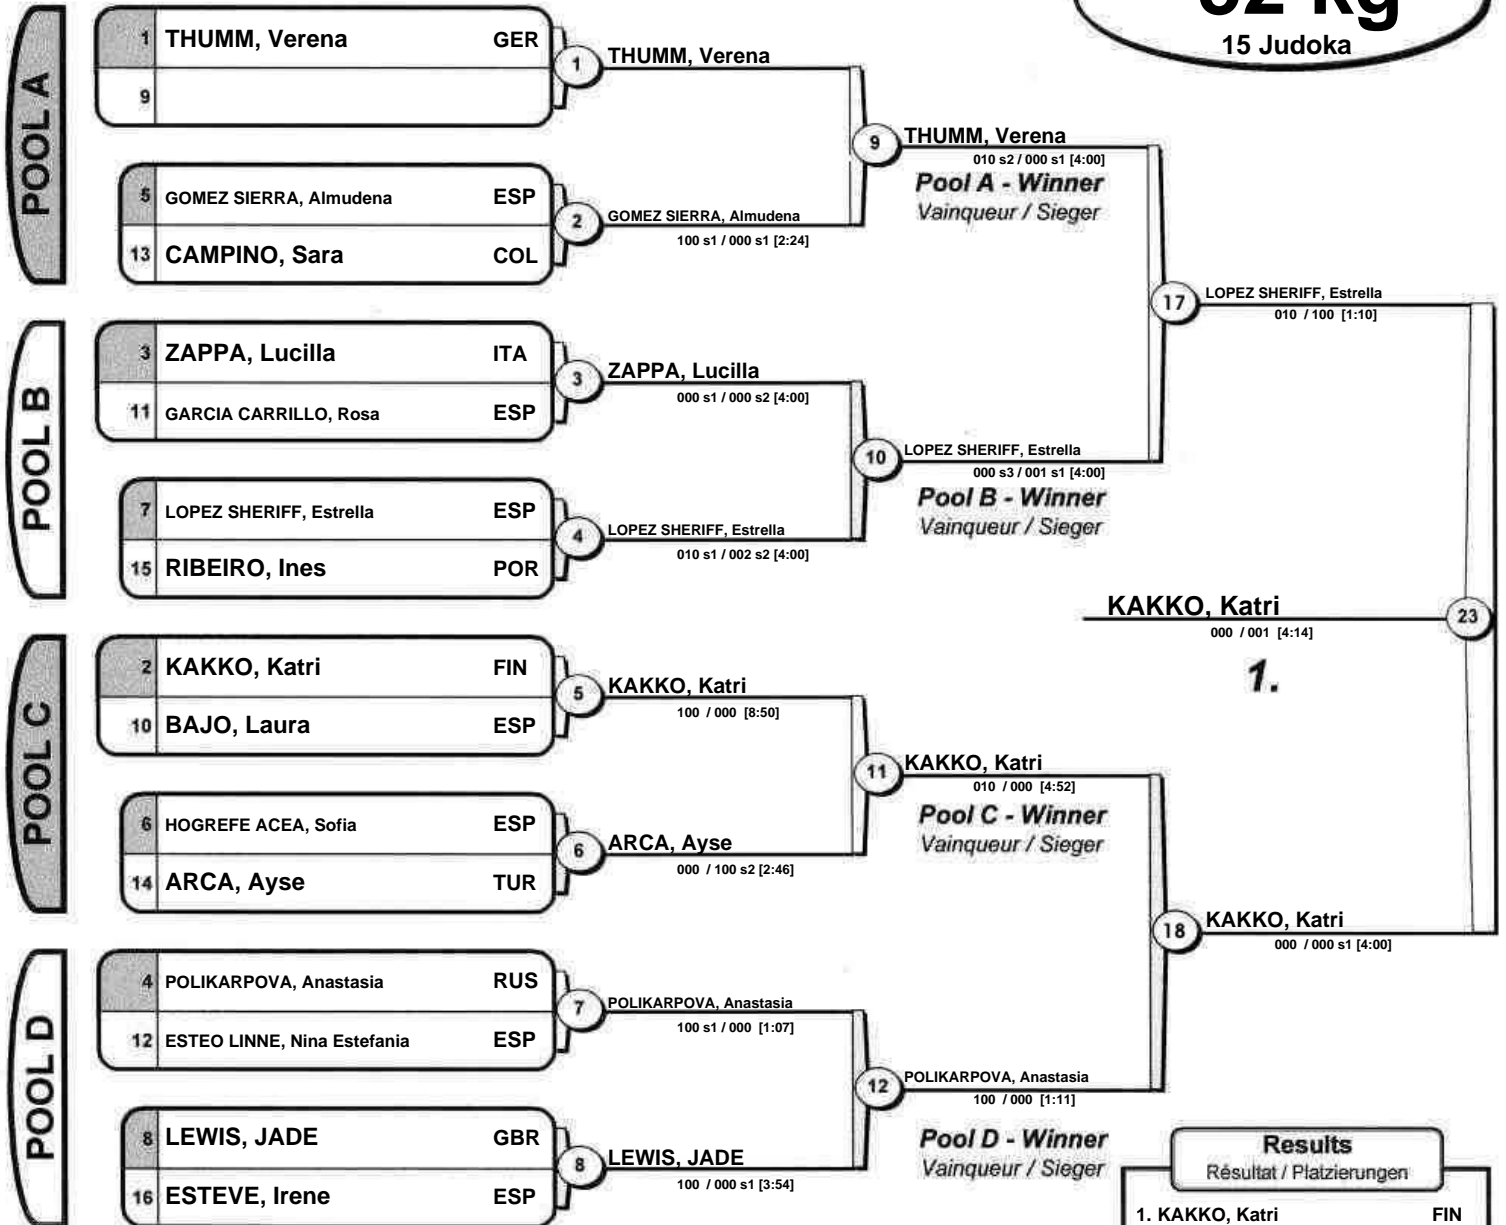 15 Judoka
POOL A
1 THUMM, Verena GER
9
1 THUMM, Verena
5 GOMEZ SIERRA, Almudena ESP
13 CAMPINO, Sara COL
2 GOMEZ SIERRA, Almudena
100 s1 / 000 s1 [2:24]
9 THUMM, Verena
010 s2 / 000 s1 [4:00]
Pool A - Winner
Vainqueur / Sieger
POOL B
3 ZAPPA, Lucilla ITA
11 GARCIA CARRILLO, Rosa ESP
3 ZAPPA, Lucilla
000 s1 / 000 s2 [4:00]
7 LOPEZ SHERIFF, Estrella ESP
15 RIBEIRO, Ines POR
4 LOPEZ SHERIFF, Estrella
010 s1 / 002 s2 [4:00]
10 LOPEZ SHERIFF, Estrella
000 s3 / 001 s1 [4:00]
Pool B - Winner
Vainqueur / Sieger
17 LOPEZ SHERIFF, Estrella
010 / 100 [1:10]
KAKKO, Katri 23
000 / 001 [4:14]
1.
POOL C
2 KAKKO, Katri FIN
10 BAJO, Laura ESP
5 KAKKO, Katri
100 / 000 [8:50]
6 HOGREFE ACEA, Sofia ESP
14 ARCA, Ayse TUR
6 ARCA, Ayse
000 / 100 s2 [2:46]
11 KAKKO, Katri
010 / 000 [4:52]
Pool C - Winner
Vainqueur / Sieger
18 KAKKO, Katri
000 / 000 s1 [4:00]
POOL D
4 POLIKARPOVA, Anastasia RUS
12 ESTEO LINNE, Nina Estefania ESP
7 POLIKARPOVA, Anastasia
100 s1 / 000 [1:07]
8 LEWIS, JADE GBR
16 ESTEVE, Irene ESP
8 LEWIS, JADE
100 / 000 s1 [3:54]
12 POLIKARPOVA, Anastasia
100 / 000 [1:11]
Pool D - Winner
Vainqueur / Sieger
Results
Résultat / Platzierungen
1. KAKKO, Katri FIN